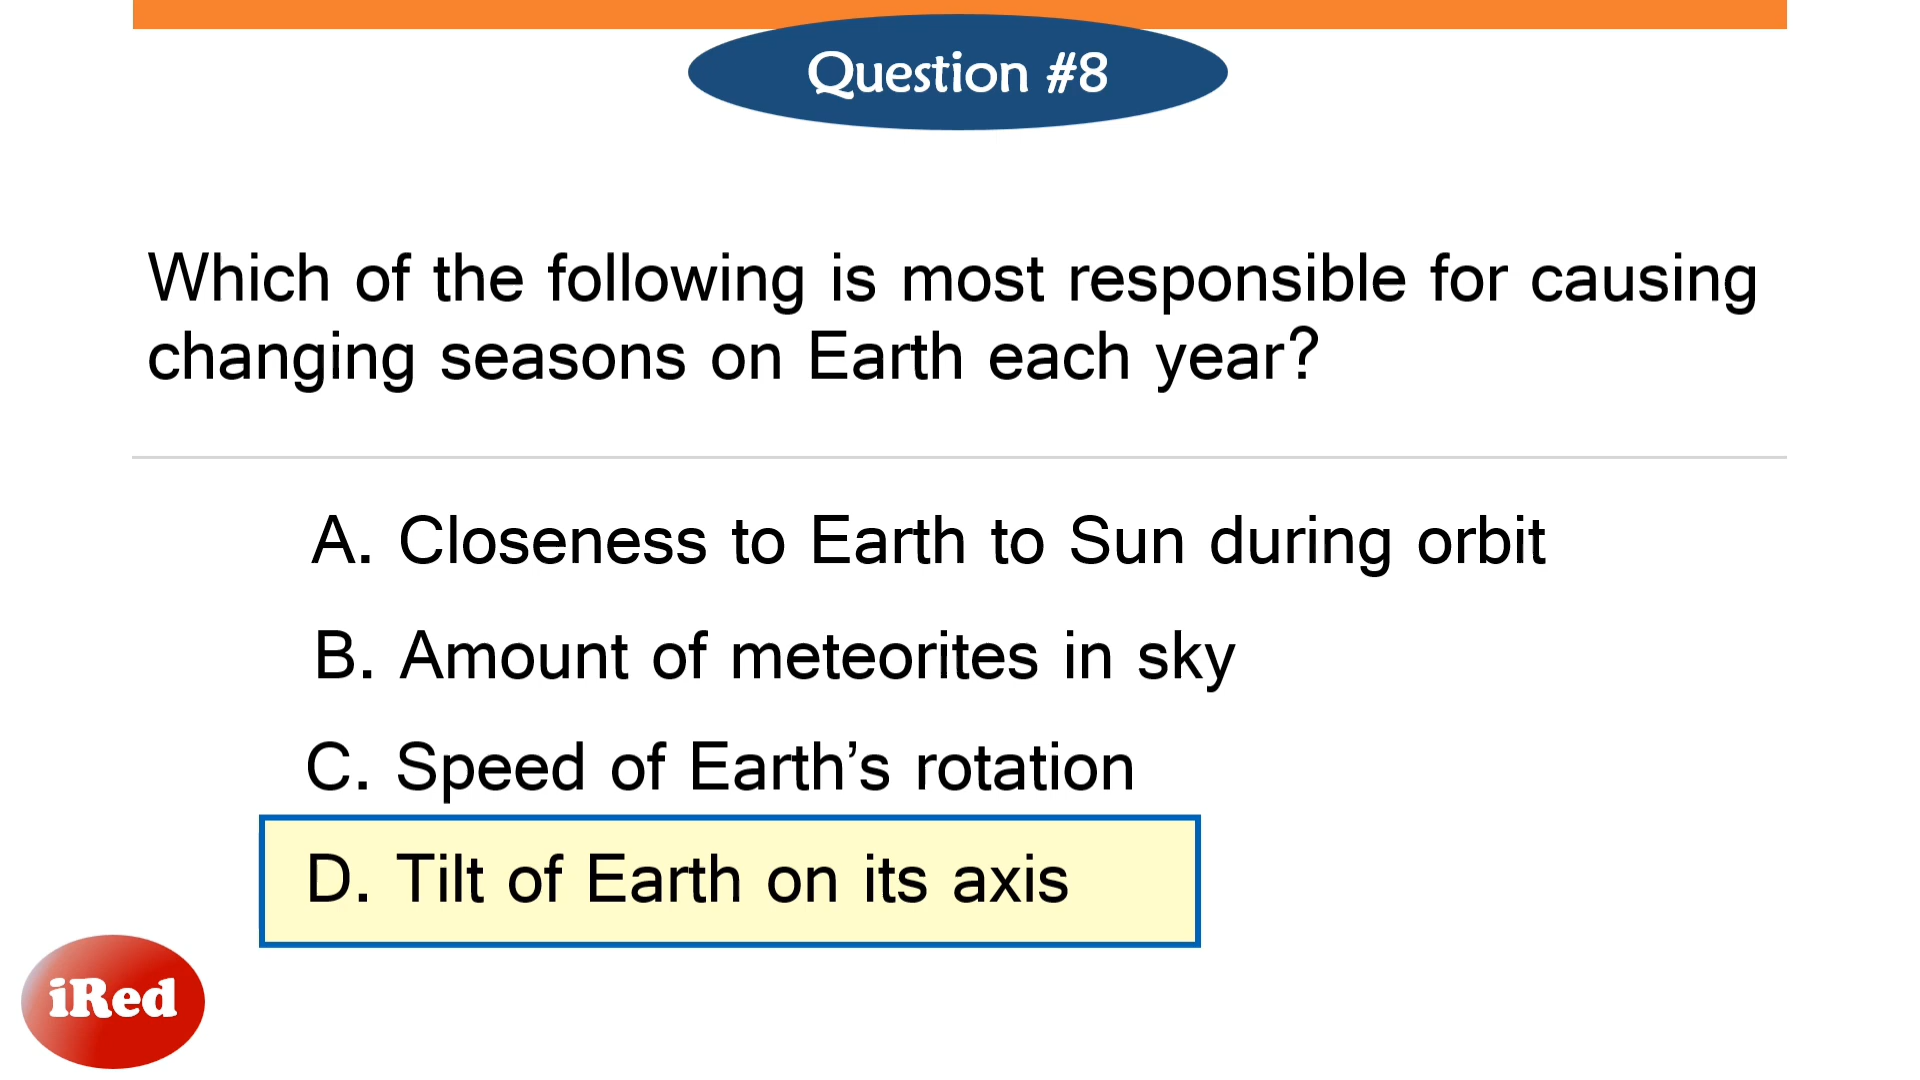 Question #8
Which of the following is most responsible for causing
changing seasons on Earth each year?
A. Closeness to Earth to Sun during orbit
B. Amount of meteorites in sky
C. Speed of Earth’s rotation
D. Tilt of Earth on its axis
iRed